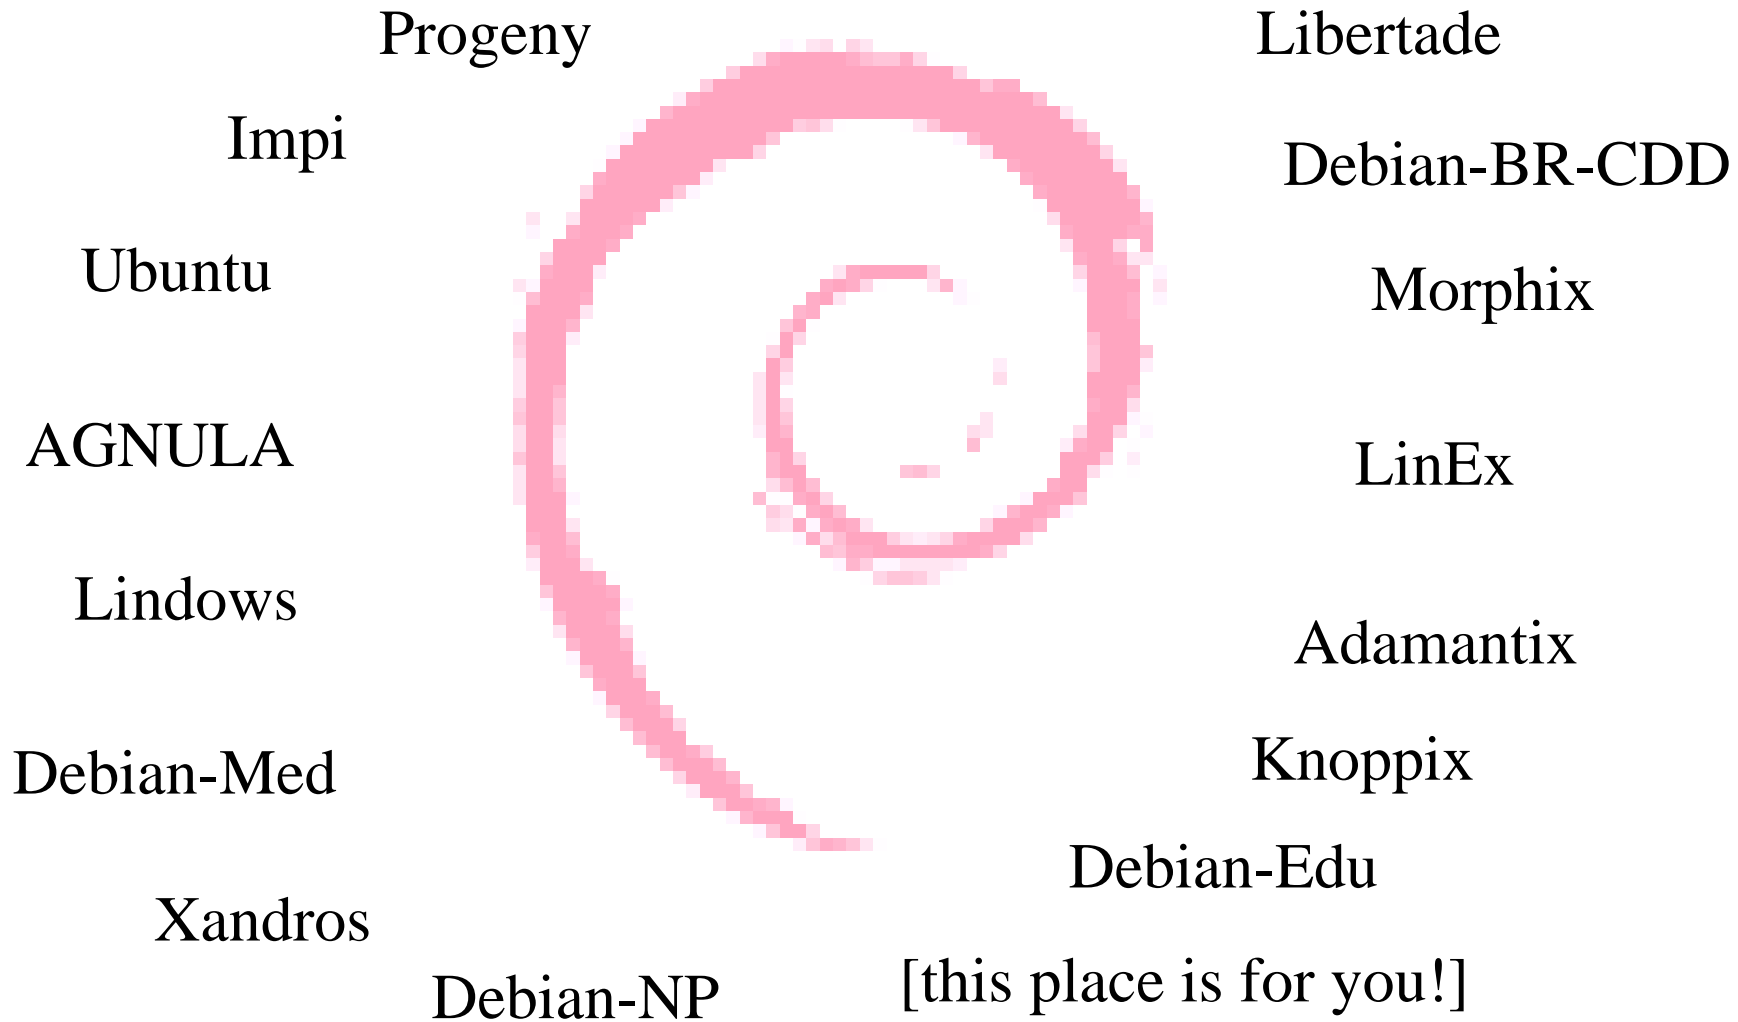 Progeny
Libertade
Impi
Debian-BR-CDD
Ubuntu
Morphix
AGNULA
LinEx
Lindows
Adamantix
Debian-Med
Knoppix
Debian-Edu
Xandros
[this place is for you!]
Debian-NP